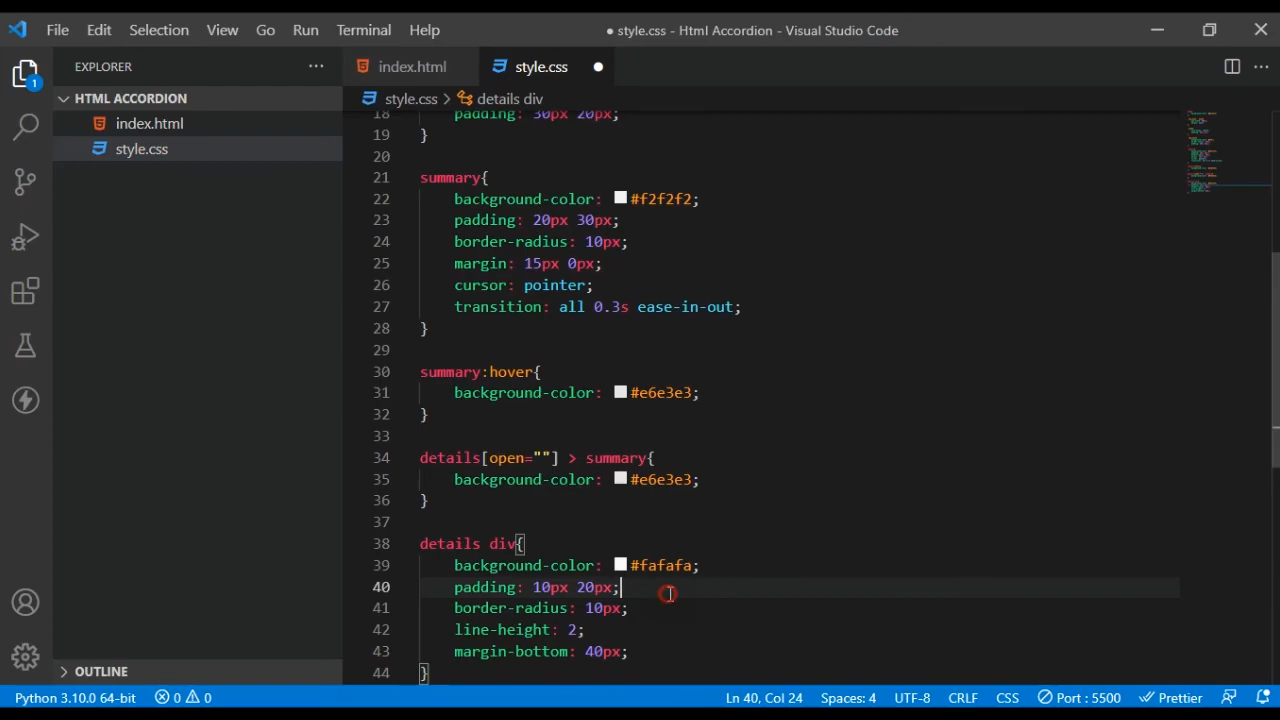 File Edit Selection View Go Run Terminal Help
● style.css - Html Accordion - Visual Studio Code
EXPLORER
index.html
style.css
1
HTML ACCORDION
style.css > details div
index.html
style.css
18 padding: 30px 20px;
19 }
20
21 summary{
22 background-color: #f2f2f2;
23 padding: 20px 30px;
24 border-radius: 10px;
25 margin: 15px 0px;
26 cursor: pointer;
27 transition: all 0.3s ease-in-out;
28 }
29
30 summary:hover{
31 background-color: #e6e3e3;
32 }
33
34 details[open=""] > summary{
35 background-color: #e6e3e3;
36 }
37
38 details div{
39 background-color: #fafafa;
40 padding: 10px 20px;
41 border-radius: 10px;
42 line-height: 2;
43 margin-bottom: 40px;
44 }
OUTLINE
Python 3.10.0 64-bit 0 0 Ln 40, Col 24 Spaces: 4 UTF-8 CRLF CSS Port : 5500 Prettier